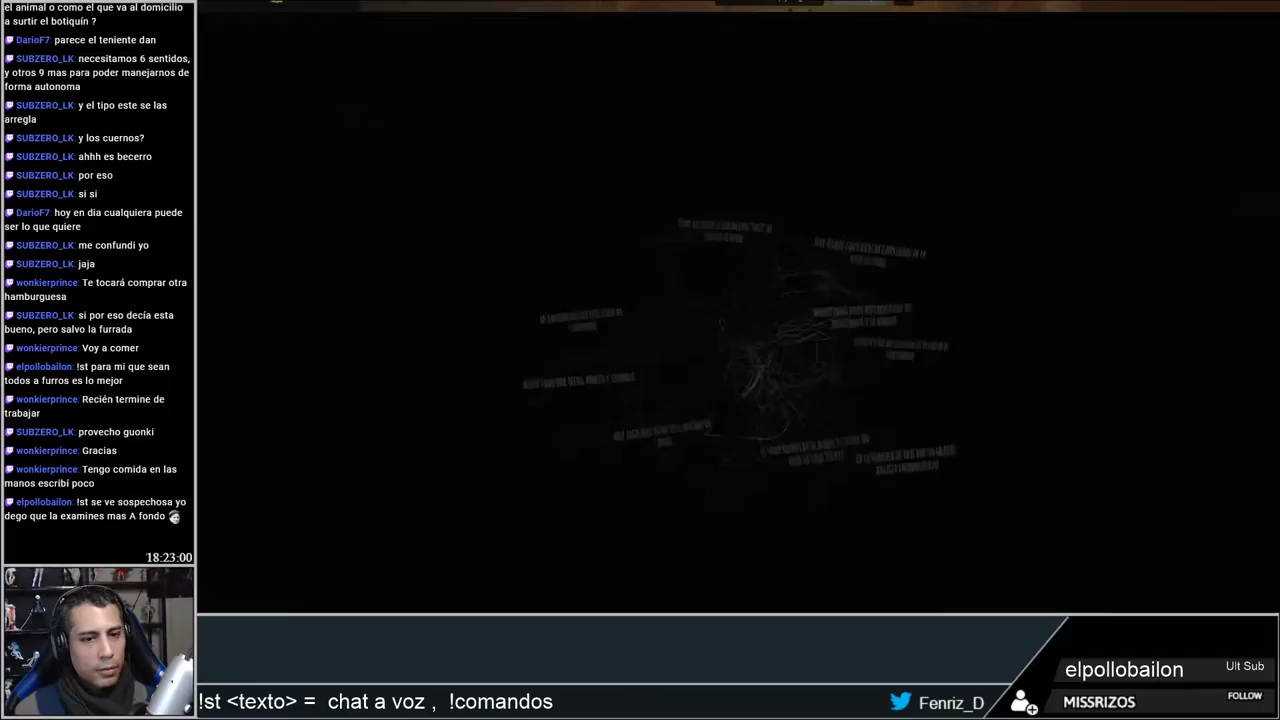 el animal o como el que va al domicilio
a surtir el botiquín ?
DarioF7: parece el teniente dan
SUBZERO_LK: necesitamos 6 sentidos,
y otros 9 mas para poder manejarnos de
forma autonoma
SUBZERO_LK: y el tipo este se las
arregla
SUBZERO_LK: y los cuernos?
SUBZERO_LK: ahhh es becerro
SUBZERO_LK: por eso
SUBZERO_LK: si si
DarioF7: hoy en dia cualquiera puede
ser lo que quiere
SUBZERO_LK: me confundi yo
SUBZERO_LK: jaja
wonkierprince: Te tocará comprar otra
hamburguesa
SUBZERO_LK: si por eso decía esta
bueno, pero salvo la furrada
wonkierprince: Voy a comer
elpollobailon: !st para mi que sean
todos a furros es lo mejor
wonkierprince: Recién termine de
trabajar
SUBZERO_LK: provecho guonki
wonkierprince: Gracias
wonkierprince: Tengo comida en las
manos escribí poco
elpollobailon: !st se ve sospechosa yo
dego que la examines mas A fondo
18:23:00
!st <texto> = chat a voz , !comandos
Fenriz_D
elpollobailon
Ult Sub
MISSRIZOS
FOLLOW